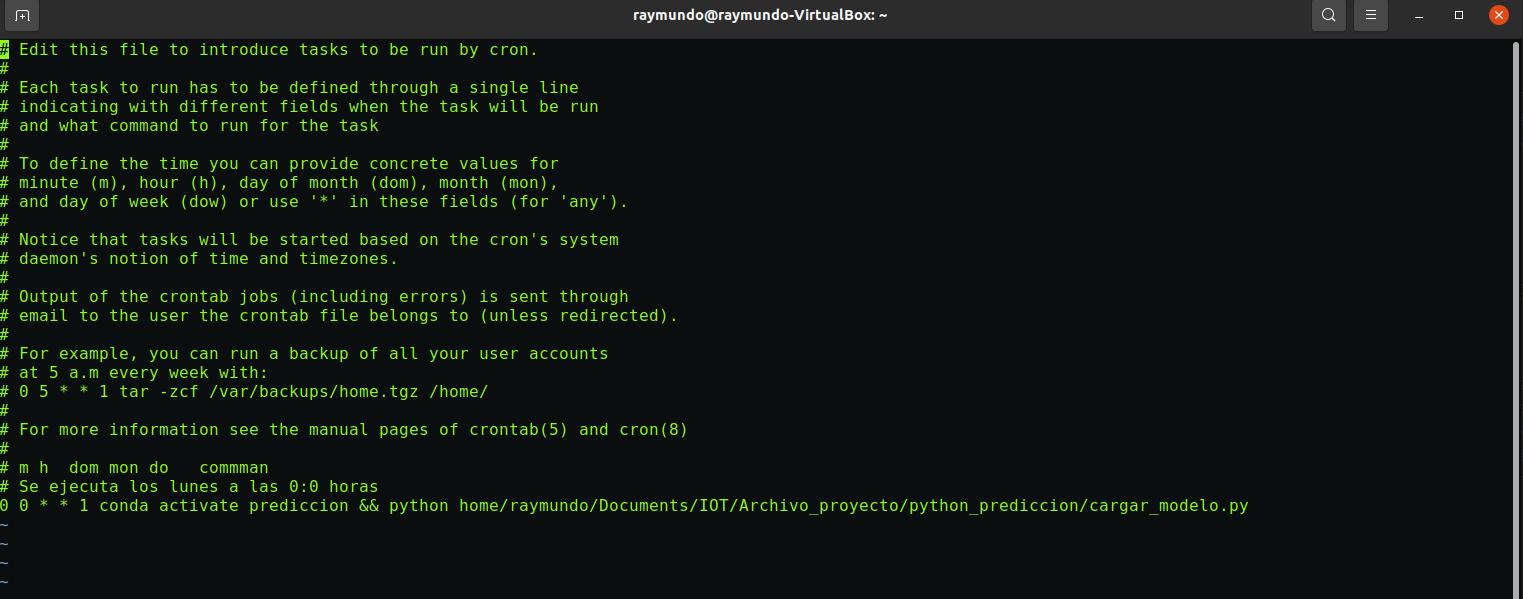 raymundo@raymundo-VirtualBox: ~
# Edit this file to introduce tasks to be run by cron.
#
# Each task to run has to be defined through a single line
# indicating with different fields when the task will be run
# and what command to run for the task
#
# To define the time you can provide concrete values for
# minute (m), hour (h), day of month (dom), month (mon),
# and day of week (dow) or use '*' in these fields (for 'any').
#
# Notice that tasks will be started based on the cron's system
# daemon's notion of time and timezones.
#
# Output of the crontab jobs (including errors) is sent through
# email to the user the crontab file belongs to (unless redirected).
#
# For example, you can run a backup of all your user accounts
# at 5 a.m every week with:
# 0 5 * * 1 tar -zcf /var/backups/home.tgz /home/
#
# For more information see the manual pages of crontab(5) and cron(8)
#
# m h  dom mon do   commman
# Se ejecuta los lunes a las 0:0 horas
0 0 * * 1 conda activate prediccion && python home/raymundo/Documents/IOT/Archivo_proyecto/python_prediccion/cargar_modelo.py
~
~
~
~